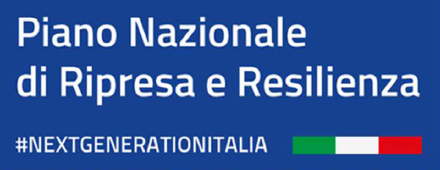 Piano Nazionale
di Ripresa e Resilienza
#NEXTGENERATIONITALIA